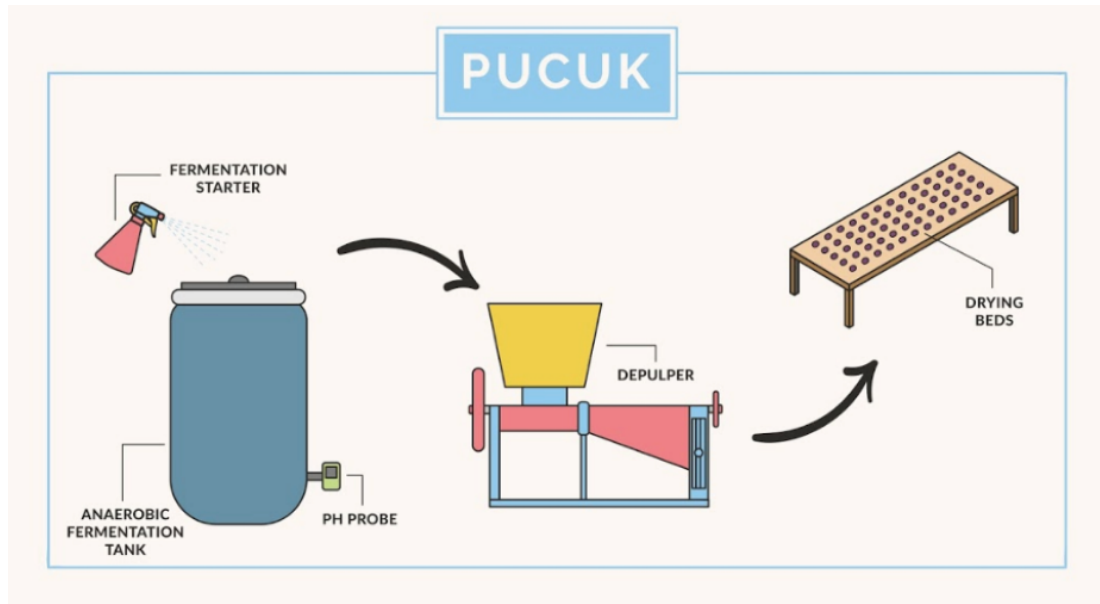 PUCUK
FERMENTATION
STARTER
ANAEROBIC
FERMENTATION
TANK
PH PROBE
DEPULPER
DRYING
BEDS